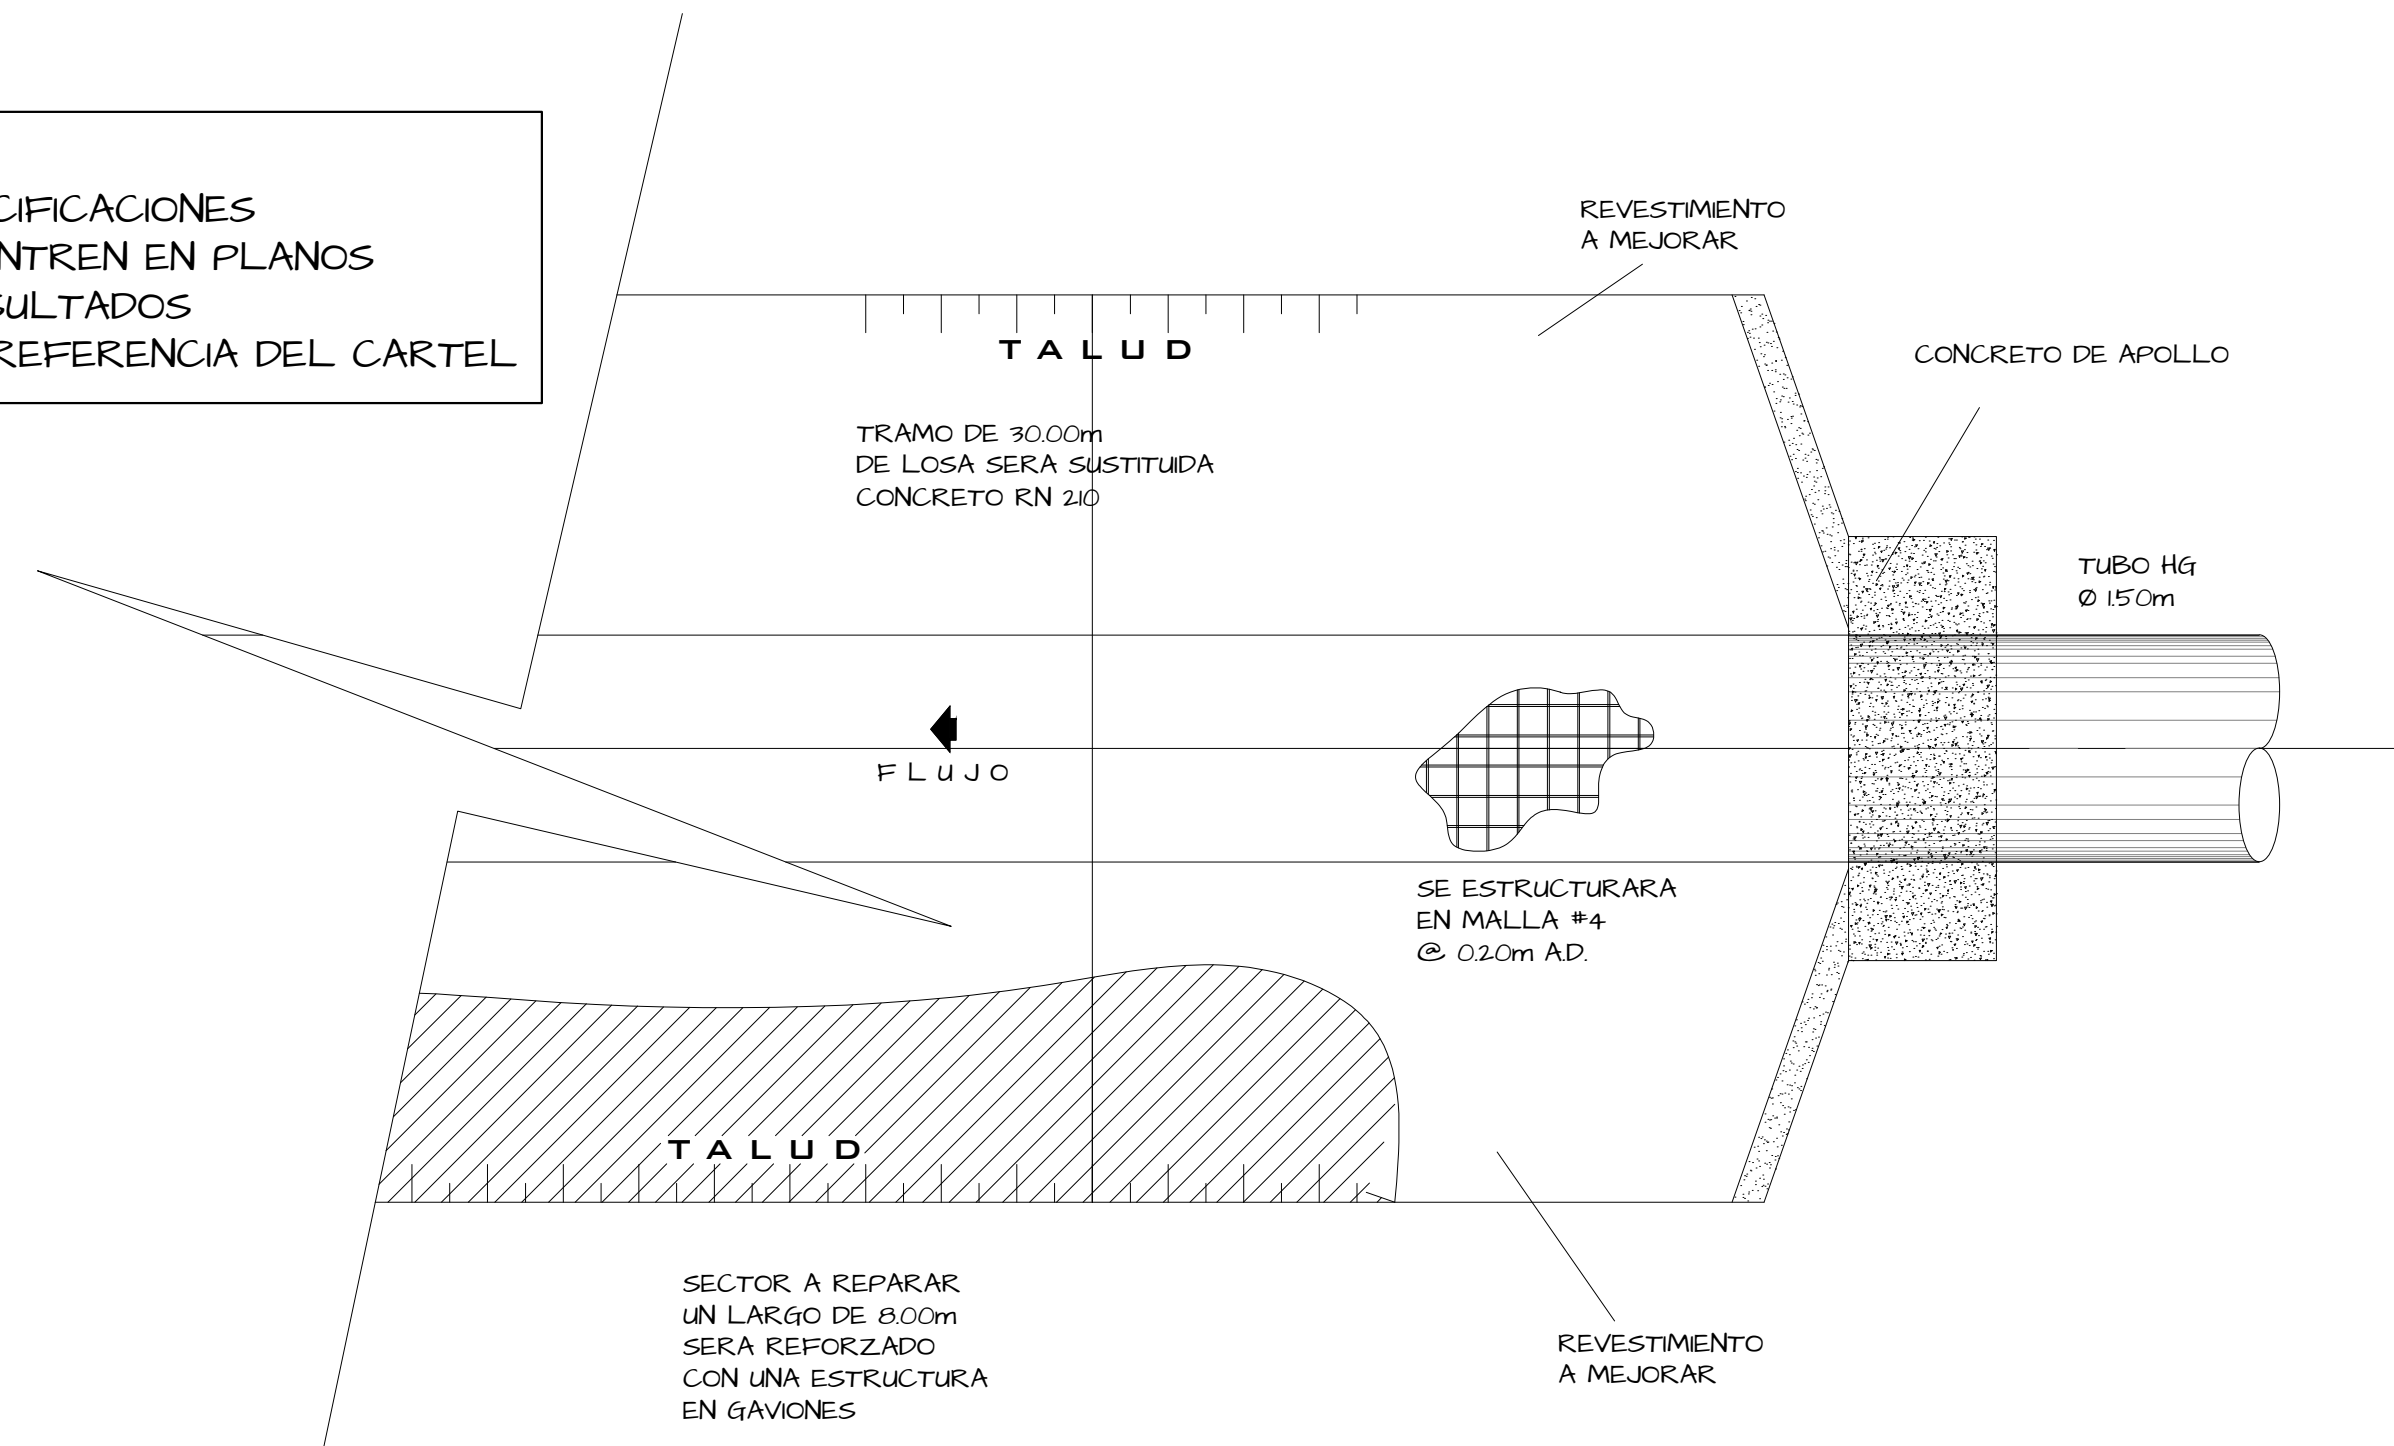 CIFICACIONES
NTREN EN PLANOS
SULTADOS
REFERENCIA DEL CARTEL
REVESTIMIENTO
A MEJORAR
TALUD
CONCRETO DE APOLLO
TRAMO DE 30.00m
DE LOSA SERA SUSTITUIDA
CONCRETO RN 210
TUBO HG
Ø 1.50m
FLUJO
SE ESTRUCTURARA
EN MALLA #4
@ 0.20m A.D.
TALUD
SECTOR A REPARAR
UN LARGO DE 8.00m
SERA REFORZADO
CON UNA ESTRUCTURA
EN GAVIONES
REVESTIMIENTO
A MEJORAR